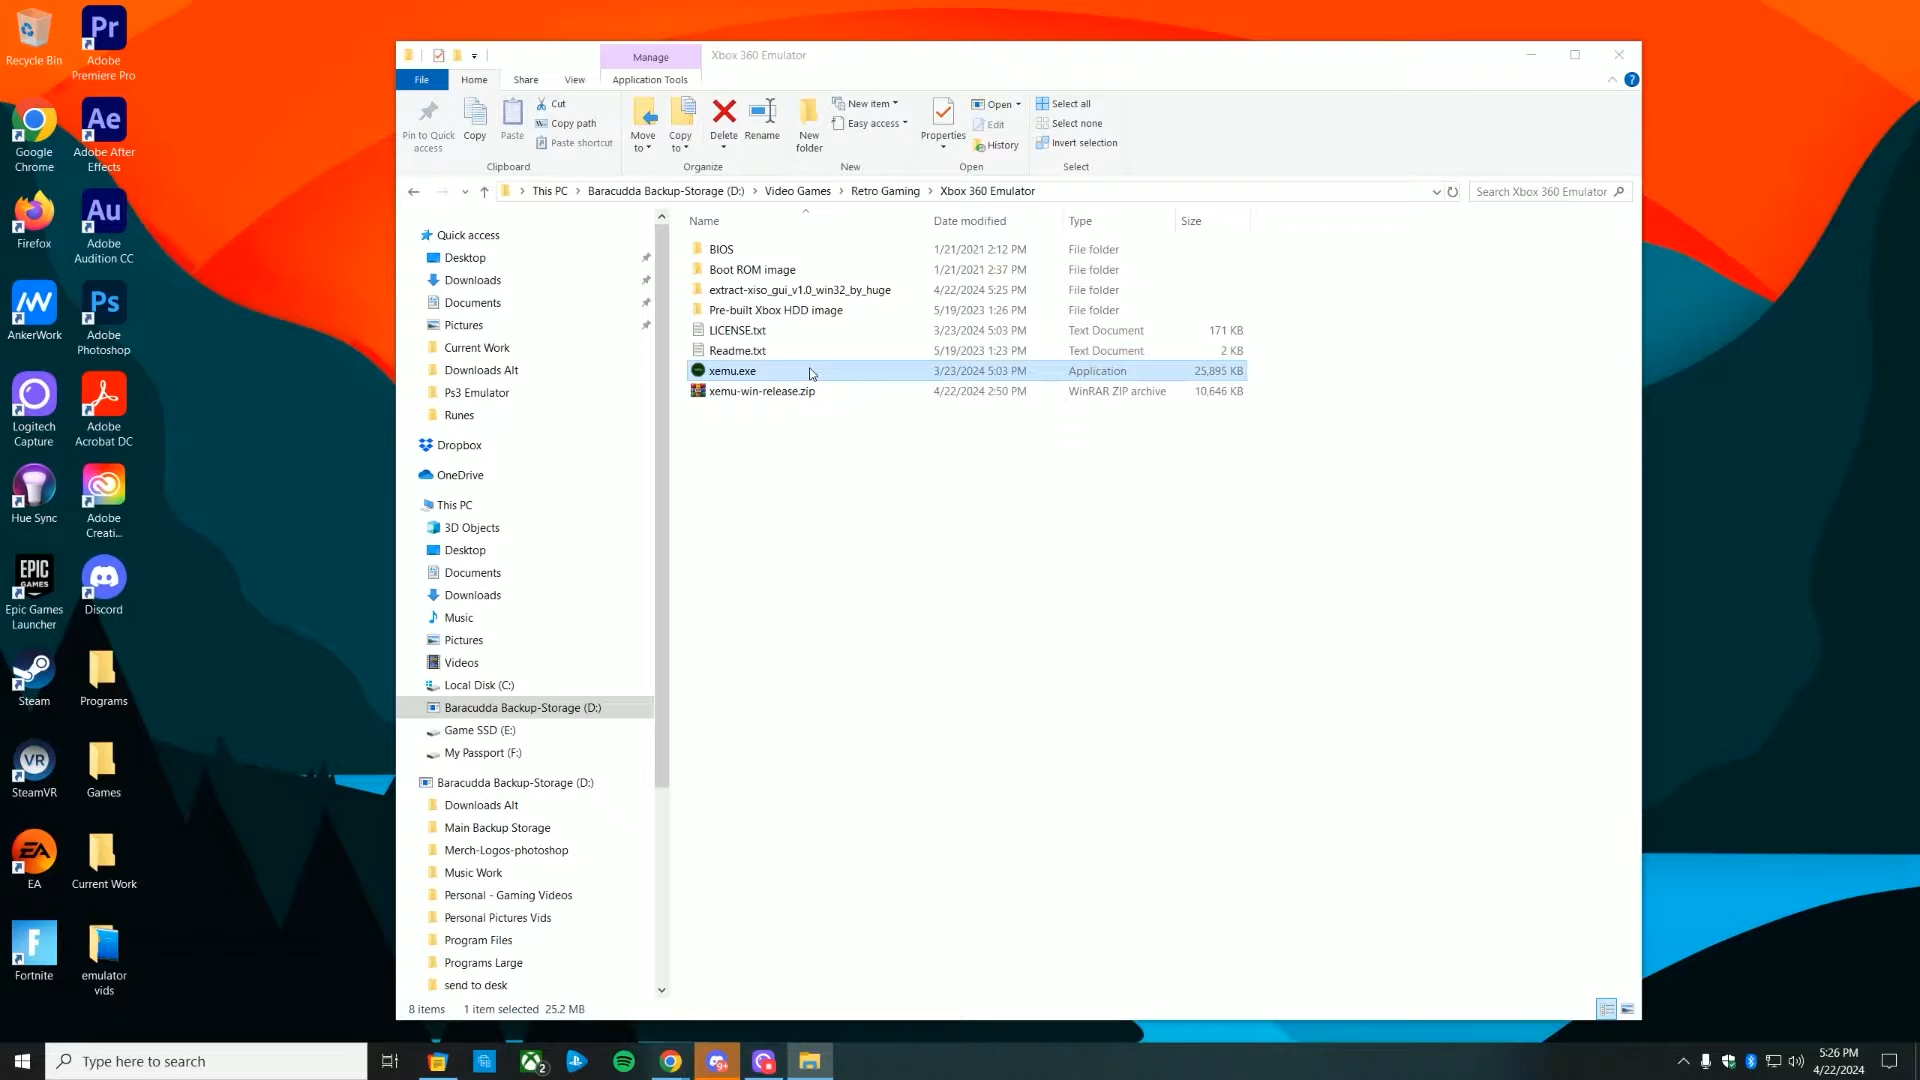 Recycle Bin
Adobe
Premiere Pro
Google
Chrome
Adobe After
Effects
Firefox
Adobe
Audition CC
AnkerWork
Adobe
Photoshop
Logitech
Capture
Adobe
Acrobat DC
Hue Sync
Adobe
Creati...
Epic Games
Launcher
Discord
Steam
Programs
SteamVR
Games
EA
Current Work
Fortnite
emulator
vids
Manage
Xbox 360 Emulator
File
Home
Share
View
Application Tools
Pin to Quick
access
Copy
Paste
Cut
Copy path
Paste shortcut
Clipboard
Move
to
Copy
to
Delete
Rename
Organize
New
folder
New item
Easy access
New
Properties
Open
Edit
History
Open
Select all
Select none
Invert selection
Select
This PC > Baracudda Backup-Storage (D:) > Video Games > Retro Gaming > Xbox 360 Emulator
Search Xbox 360 Emulator
Quick access
Desktop
Downloads
Documents
Pictures
Current Work
Downloads Alt
Ps3 Emulator
Runes
Dropbox
OneDrive
This PC
3D Objects
Desktop
Documents
Downloads
Music
Pictures
Videos
Local Disk (C:)
Baracudda Backup-Storage (D:)
Game SSD (E:)
My Passport (F:)
Baracudda Backup-Storage (D:)
Downloads Alt
Main Backup Storage
Merch-Logos-photoshop
Music Work
Personal - Gaming Videos
Personal Pictures Vids
Program Files
Programs Large
send to desk
Name Date modified Type Size
BIOS 1/21/2021 2:12 PM File folder
Boot ROM image 1/21/2021 2:37 PM File folder
extract-xiso_gui_v1.0_win32_by_huge 4/22/2024 5:25 PM File folder
Pre-built Xbox HDD image 5/19/2023 1:26 PM File folder
LICENSE.txt 3/23/2024 5:03 PM Text Document 171 KB
Readme.txt 5/19/2023 1:23 PM Text Document 2 KB
xemu.exe 3/23/2024 5:03 PM Application 25,895 KB
xemu-win-release.zip 4/22/2024 2:50 PM WinRAR ZIP archive 10,646 KB
8 items 1 item selected 25.2 MB
Type here to search
5:26 PM
4/22/2024
Pr
Ae
Au
Ps
EPIC
GAMES
VR
EA
F
2
9+
?